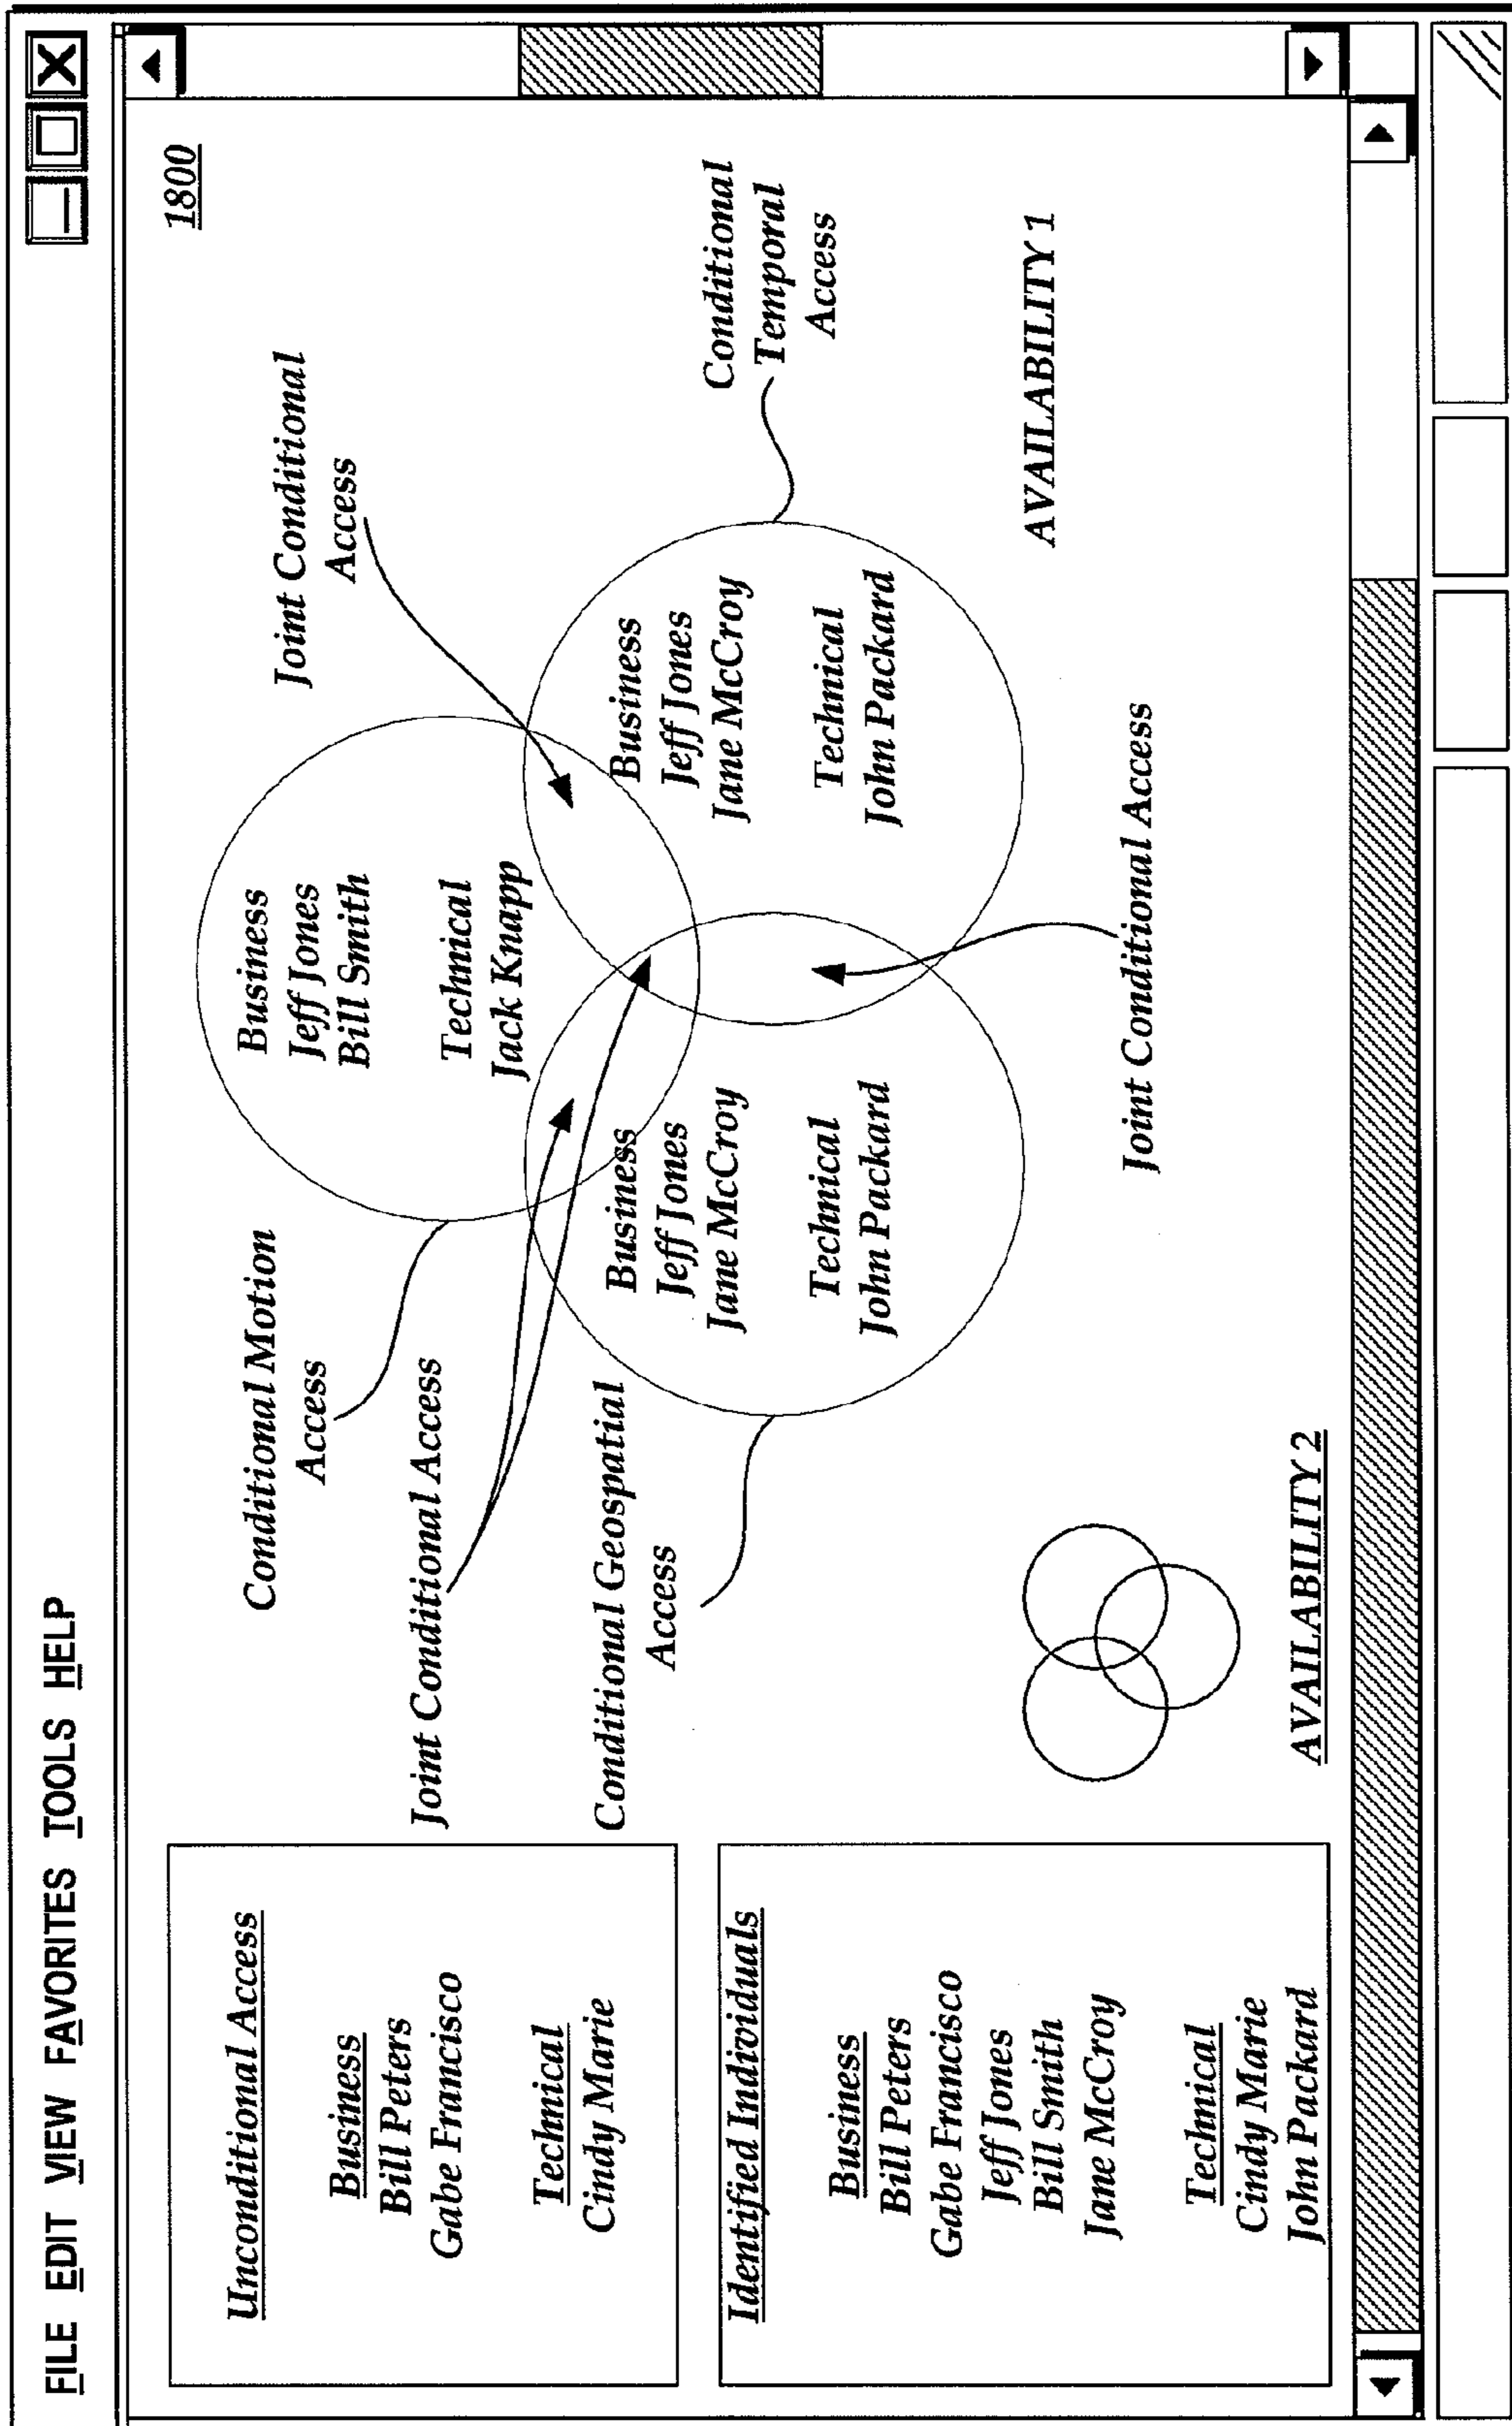 FILE EDIT VIEW FAVORITES TOOLS HELP
1800
Unconditional Access
Business
Bill Peters
Gabe Francisco
Technical
Cindy Marie
Identified Individuals
Business
Bill Peters
Gabe Francisco
Jeff Jones
Bill Smith
Jane McCroy
Technical
Cindy Marie
John Packard
Conditional Motion
Access
Joint Conditional Access
Conditional Geospatial
Access
Business
Jeff Jones
Bill Smith
Technical
Jack Knapp
Joint Conditional
Access
Business
Jeff Jones
Jane McCroy
Technical
John Packard
Business
Jeff Jones
Jane McCroy
Technical
John Packard
Conditional
Temporal
Access
Joint Conditional Access
AVAILABILITY 1
AVAILABILITY 2